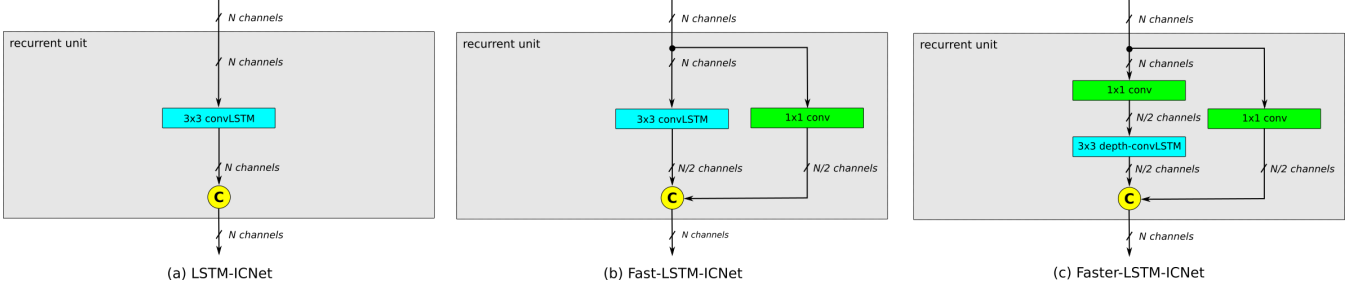 N channels
recurrent unit
N channels
3x3 convLSTM
N channels
C
N channels
(a) LSTM-ICNet
N channels
recurrent unit
N channels
3x3 convLSTM
1x1 conv
N/2 channels
N/2 channels
C
N channels
(b) Fast-LSTM-ICNet
N channels
recurrent unit
N channels
1x1 conv
N/2 channels
1x1 conv
3x3 depth-convLSTM
N/2 channels
N/2 channels
C
N channels
(c) Faster-LSTM-ICNet